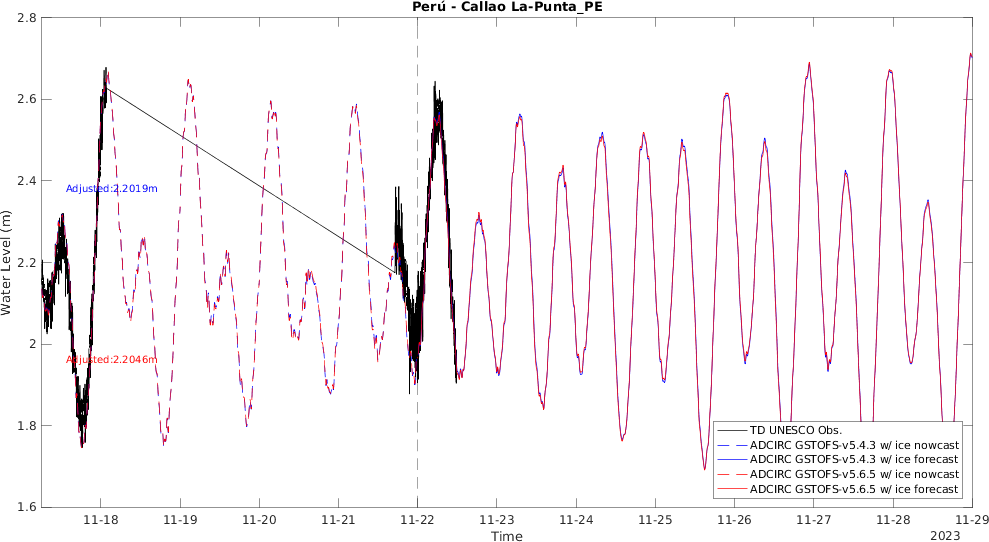 Perú - Callao La-Punta_PE
2.8
2.6
2.4
2.2
2
1.8
1.6
Water Level (m)
Adjusted:2.2019m
Adjusted:2.2046m
TD UNESCO Obs.
ADCIRC GSTOFS-v5.4.3 w/ ice nowcast
ADCIRC GSTOFS-v5.4.3 w/ ice forecast
ADCIRC GSTOFS-v5.6.5 w/ ice nowcast
ADCIRC GSTOFS-v5.6.5 w/ ice forecast
11-18 11-19 11-20 11-21 11-22 11-23 11-24 11-25 11-26 11-27 11-28 11-29
Time
2023